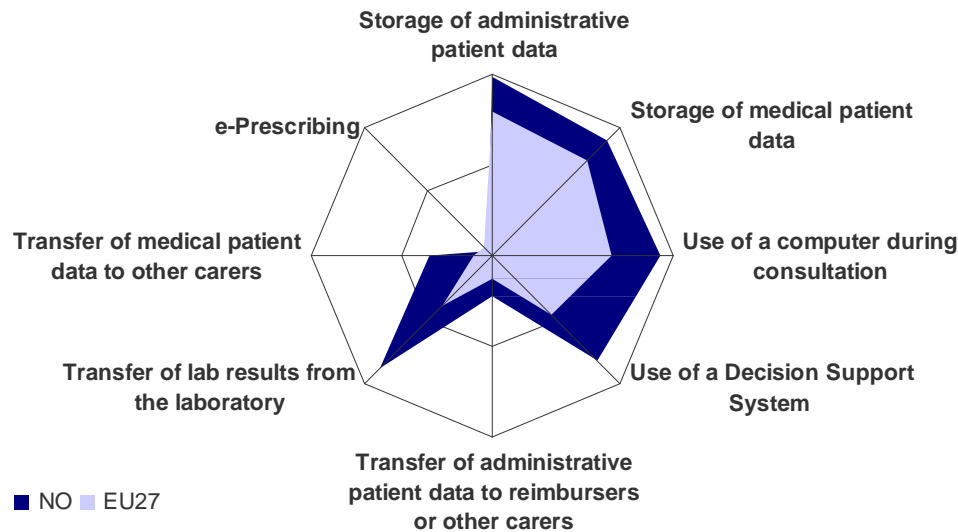 Storage of administrative
patient data
Storage of medical patient
data
e-Prescribing
Use of a computer during
consultation
Transfer of medical patient
data to other carers
Use of a Decision Support
System
Transfer of lab results from
the laboratory
Transfer of administrative
patient data to reimbursers
or other carers
NO EU27